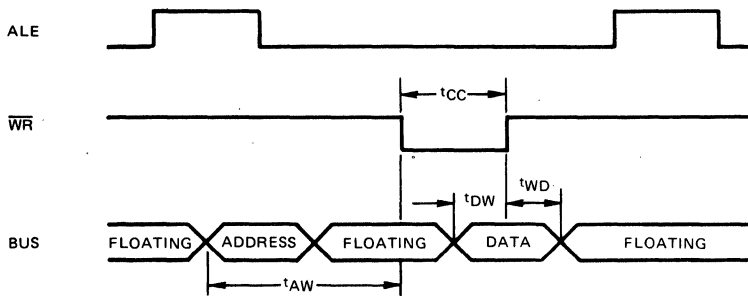 ALE
tCC
WR
tDW
tWD
BUS
FLOATING ADDRESS FLOATING DATA FLOATING
tAW